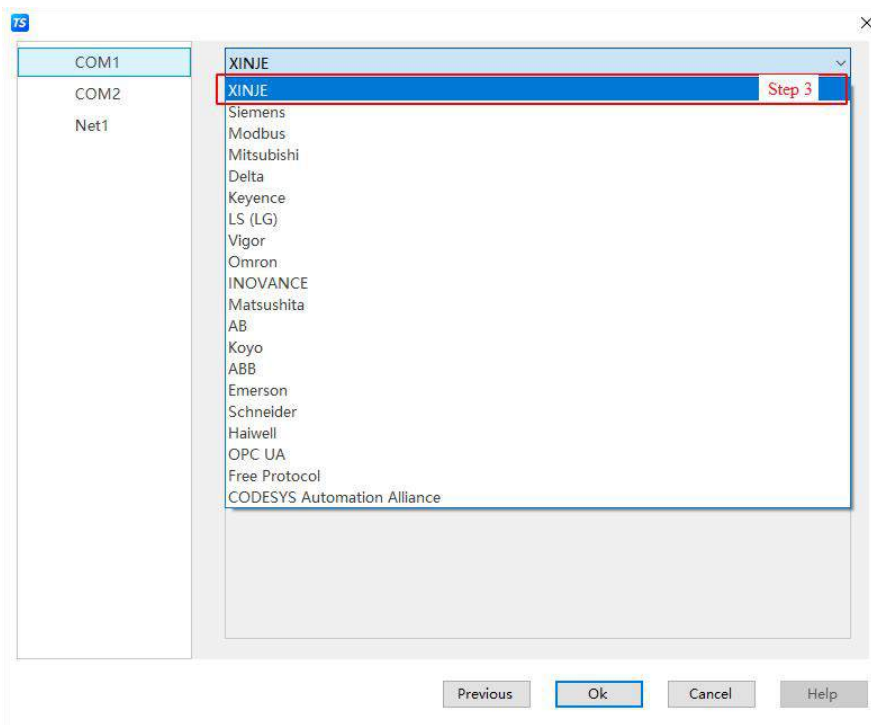 TS
COM1
COM2
Net1
XINJE
XINJE
Step 3
Siemens
Modbus
Mitsubishi
Delta
Keyence
LS (LG)
Vigor
Omron
INOVANCE
Matsushita
AB
Koyo
ABB
Emerson
Schneider
Haiwell
OPC UA
Free Protocol
CODESYS Automation Alliance
Previous
Ok
Cancel
Help